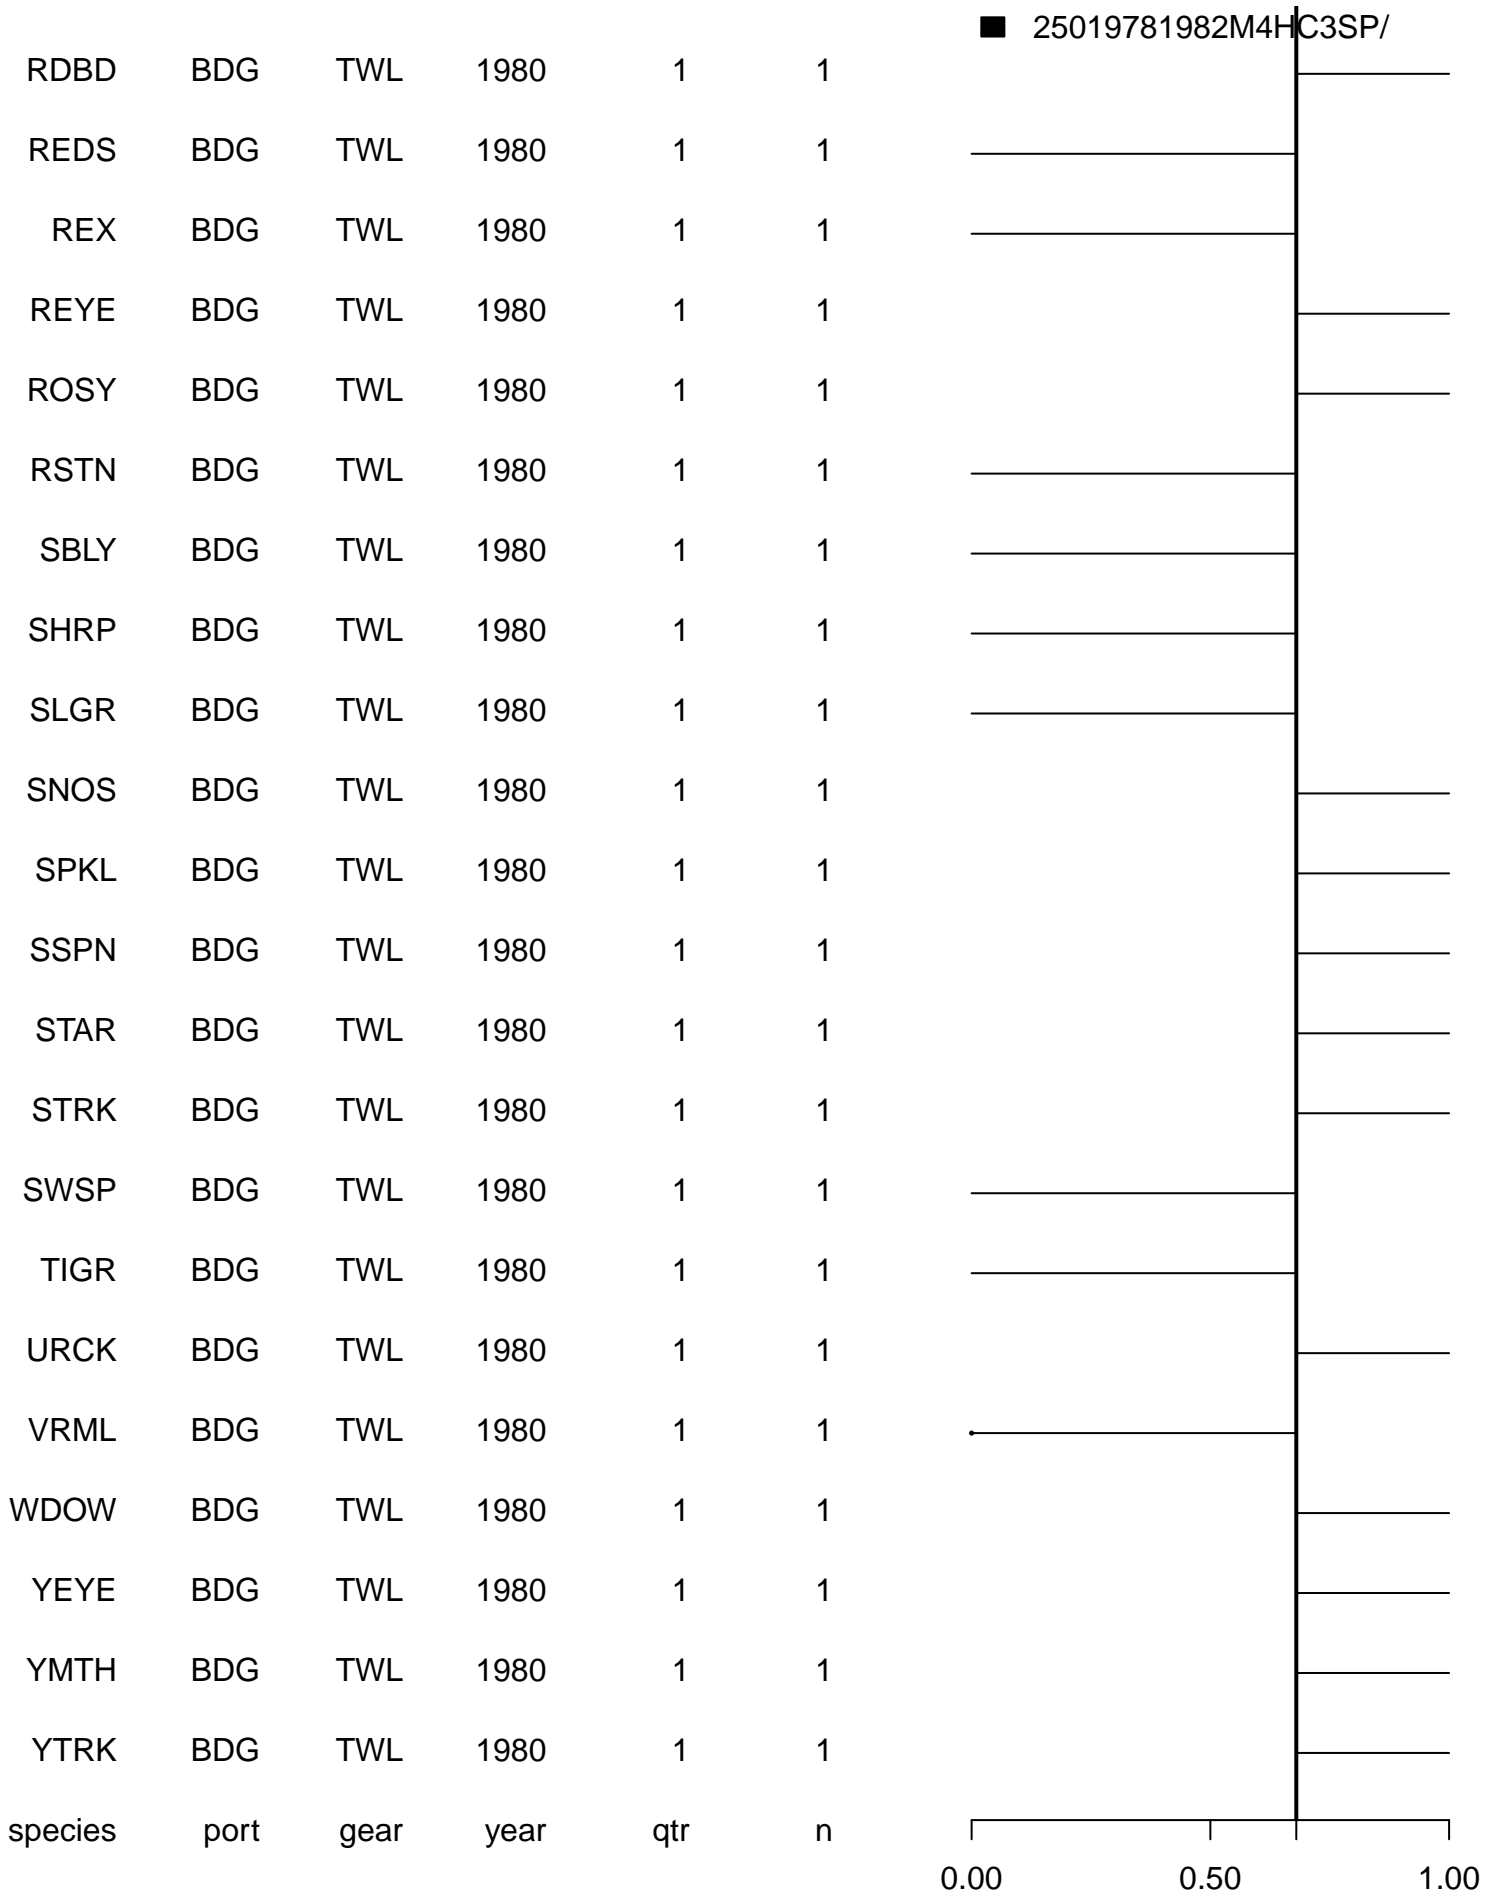 25019781982M4HC3SP/
RDBD BDG TWL 1980 1 1
REDS BDG TWL 1980 1 1
REX BDG TWL 1980 1 1
REYE BDG TWL 1980 1 1
ROSY BDG TWL 1980 1 1
RSTN BDG TWL 1980 1 1
SBLY BDG TWL 1980 1 1
SHRP BDG TWL 1980 1 1
SLGR BDG TWL 1980 1 1
SNOS BDG TWL 1980 1 1
SPKL BDG TWL 1980 1 1
SSPN BDG TWL 1980 1 1
STAR BDG TWL 1980 1 1
STRK BDG TWL 1980 1 1
SWSP BDG TWL 1980 1 1
TIGR BDG TWL 1980 1 1
URCK BDG TWL 1980 1 1
VRML BDG TWL 1980 1 1
WDOW BDG TWL 1980 1 1
YEYE BDG TWL 1980 1 1
YMTH BDG TWL 1980 1 1
YTRK BDG TWL 1980 1 1
species port gear year qtr n
0.00 0.50 1.00